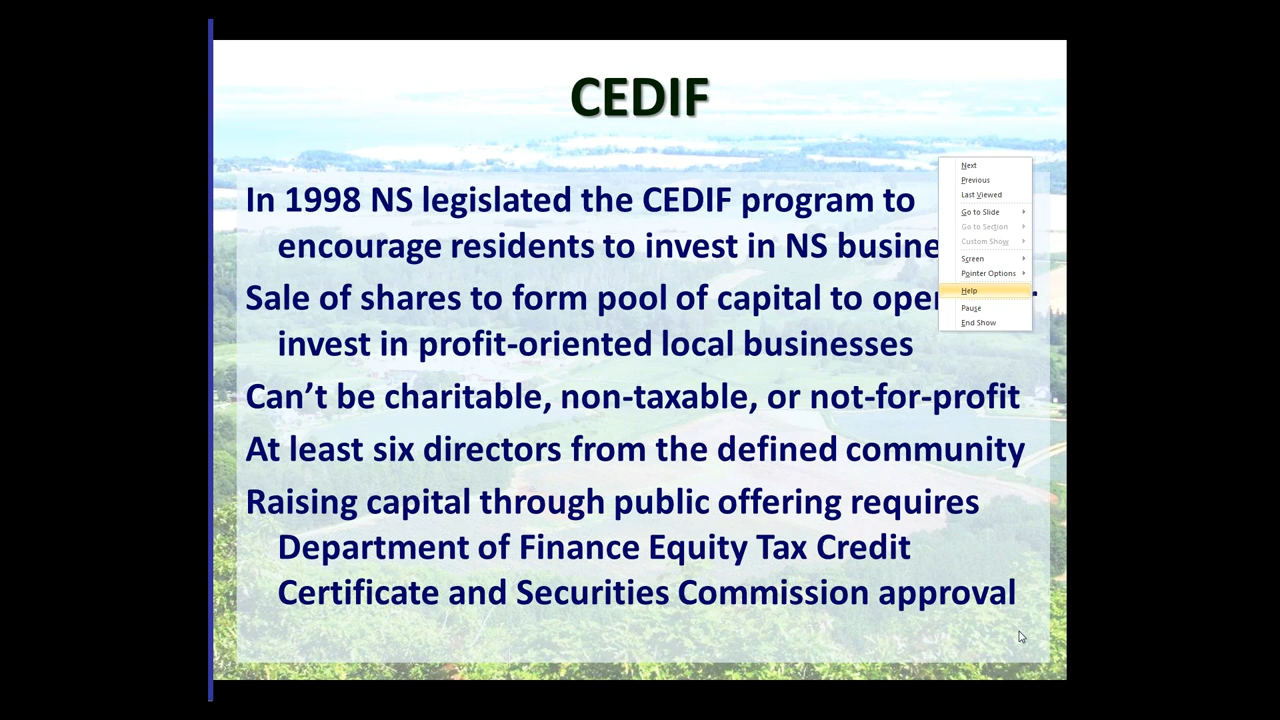 CEDIF
In 1998 NS legislated the CEDIF program to
encourage residents to invest in NS
Sale of shares to form pool of capital to
invest in profit-oriented local businesses
Can't be charitable, non-taxable, or not-for-profit
At least six directors from the defined community
Raising capital through public offering requires
Department of Finance Equity Tax Credit
Certificate and Securities Commission approval
Next
Previous
Last Viewed
Go to Slide
Go to Section
Custom Show
Screen
Pointer Options
Help
Pause
End Show